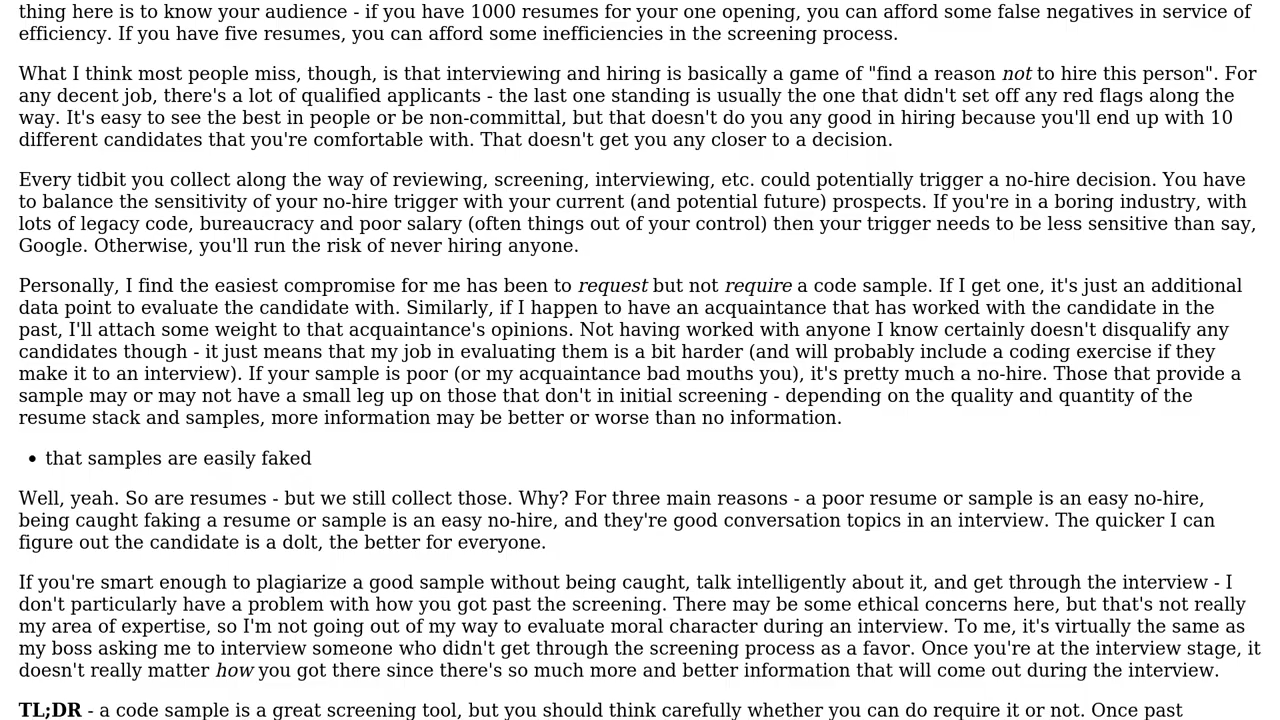 thing here is to know your audience - if you have 1000 resumes for your one opening, you can afford some false negatives in service of
efficiency. If you have five resumes, you can afford some inefficiencies in the screening process.
What I think most people miss, though, is that interviewing and hiring is basically a game of "find a reason not to hire this person". For
any decent job, there's a lot of qualified applicants - the last one standing is usually the one that didn't set off any red flags along the
way. It's easy to see the best in people or be non-committal, but that doesn't do you any good in hiring because you'll end up with 10
different candidates that you're comfortable with. That doesn't get you any closer to a decision.
Every tidbit you collect along the way of reviewing, screening, interviewing, etc. could potentially trigger a no-hire decision. You have
to balance the sensitivity of your no-hire trigger with your current (and potential future) prospects. If you're in a boring industry, with
lots of legacy code, bureaucracy and poor salary (often things out of your control) then your trigger needs to be less sensitive than say,
Google. Otherwise, you'll run the risk of never hiring anyone.
Personally, I find the easiest compromise for me has been to request but not require a code sample. If I get one, it's just an additional
data point to evaluate the candidate with. Similarly, if I happen to have an acquaintance that has worked with the candidate in the
past, I'll attach some weight to that acquaintance's opinions. Not having worked with anyone I know certainly doesn't disqualify any
candidates though - it just means that my job in evaluating them is a bit harder (and will probably include a coding exercise if they
make it to an interview). If your sample is poor (or my acquaintance bad mouths you), it's pretty much a no-hire. Those that provide a
sample may or may not have a small leg up on those that don't in initial screening - depending on the quality and quantity of the
resume stack and samples, more information may be better or worse than no information.
• that samples are easily faked
Well, yeah. So are resumes - but we still collect those. Why? For three main reasons - a poor resume or sample is an easy no-hire,
being caught faking a resume or sample is an easy no-hire, and they're good conversation topics in an interview. The quicker I can
figure out the candidate is a dolt, the better for everyone.
If you're smart enough to plagiarize a good sample without being caught, talk intelligently about it, and get through the interview - I
don't particularly have a problem with how you got past the screening. There may be some ethical concerns here, but that's not really
my area of expertise, so I'm not going out of my way to evaluate moral character during an interview. To me, it's virtually the same as
my boss asking me to interview someone who didn't get through the screening process as a favor. Once you're at the interview stage, it
doesn't really matter how you got there since there's so much more and better information that will come out during the interview.
TL;DR - a code sample is a great screening tool, but you should think carefully whether you can do require it or not. Once past